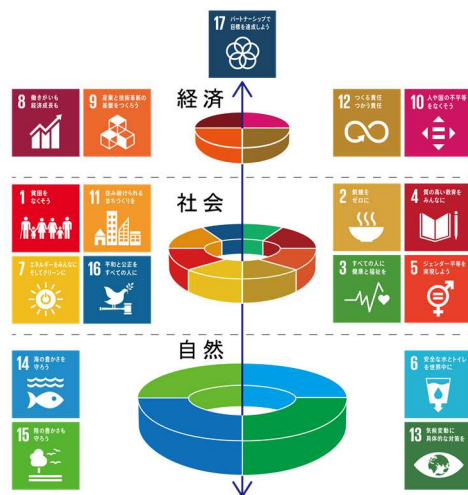 17 パートナーシップで
目標を達成しよう
経済
8 働きがいも
経済成長も
9 産業と技術革新の
基盤をつくろう
12 つくる責任
つかう責任
10 人や国の不平等
をなくそう
社会
1 貧困を
なくそう
11 住み続けられる
まちづくりを
2 飢餓を
ゼロに
4 質の高い教育を
みんなに
7 エネルギーをみんなに
そしてクリーンに
16 平和と公正を
すべての人に
3 すべての人に
健康と福祉を
5 ジェンダー平等を
実現しよう
自然
14 海の豊かさを
守ろう
6 安全な水とトイレ
を世界中に
15 陸の豊かさも
守ろう
13 気候変動に
具体的な対策を